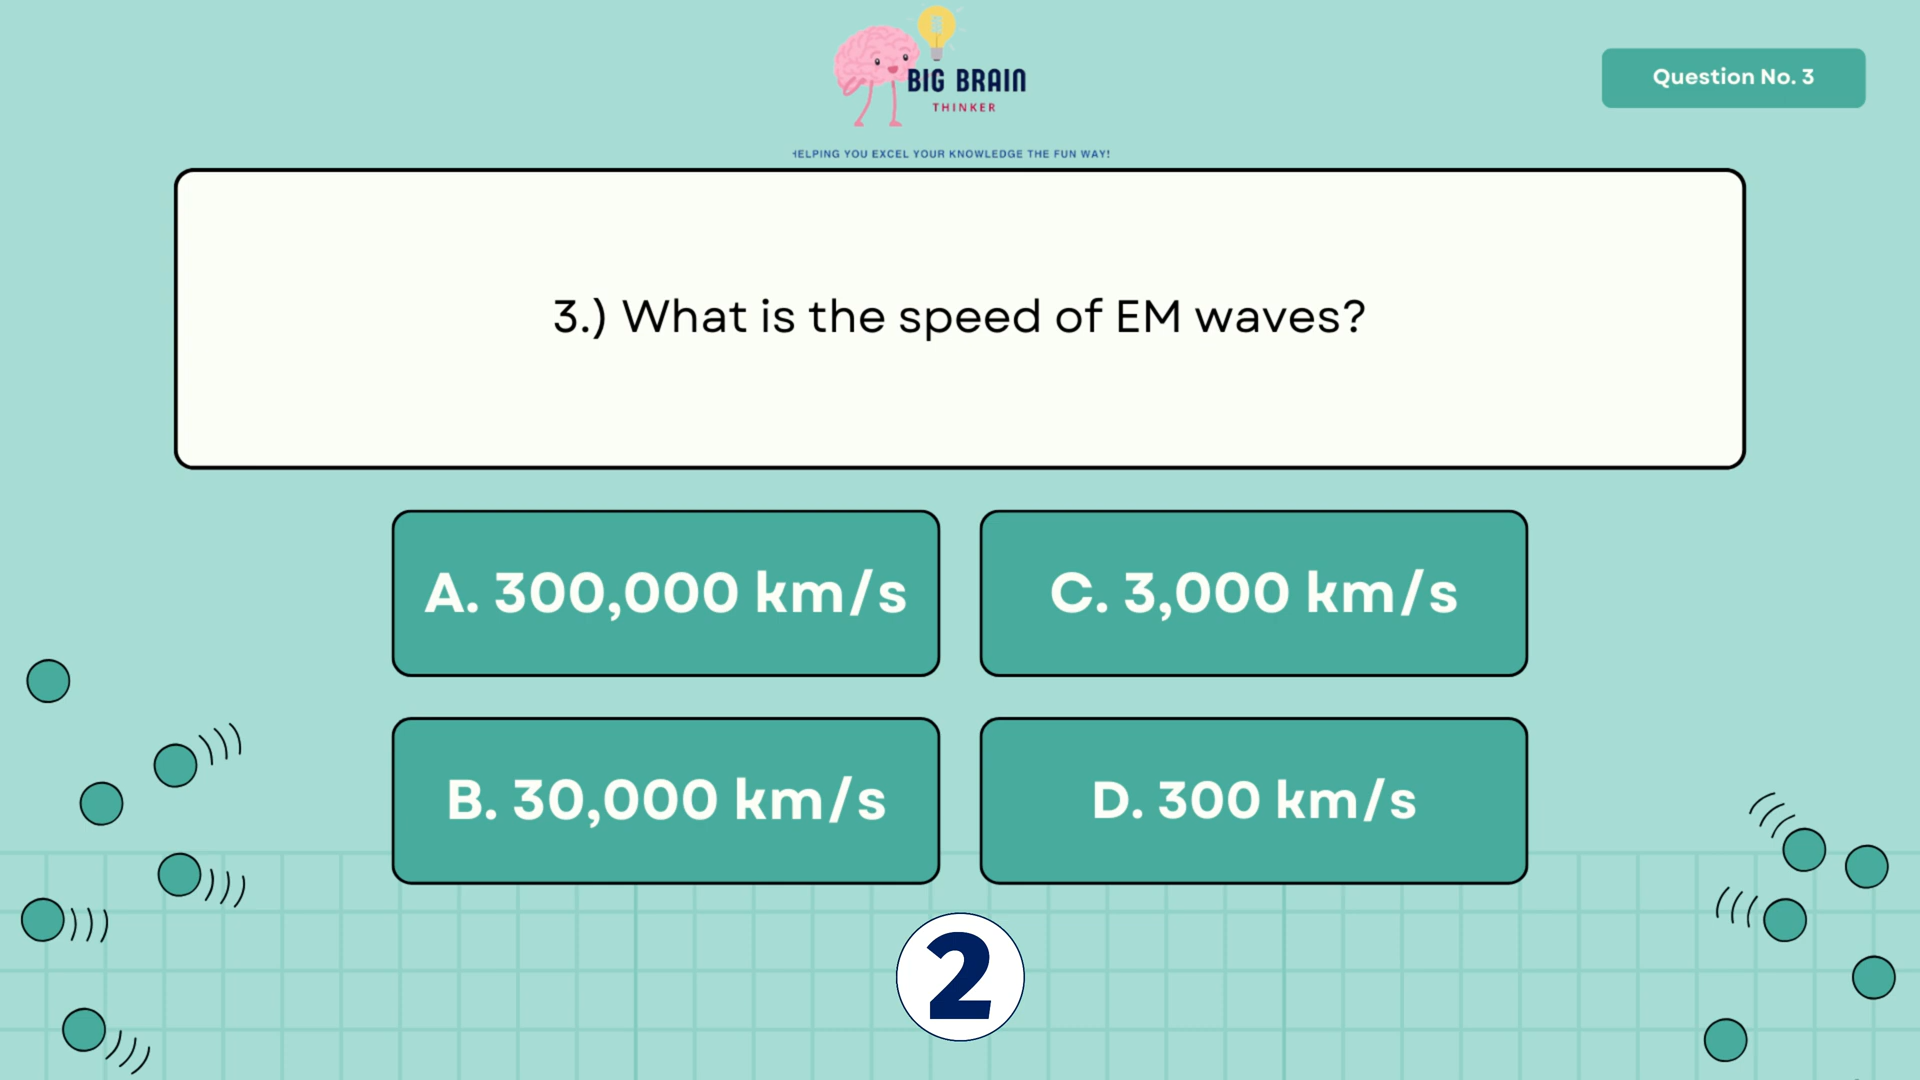 BIG BRAIN
THINKER
HELPING YOU EXCEL YOUR KNOWLEDGE THE FUN WAY!
Question No. 3
3.) What is the speed of EM waves?
A. 300,000 km/s
C. 3,000 km/s
B. 30,000 km/s
D. 300 km/s
2